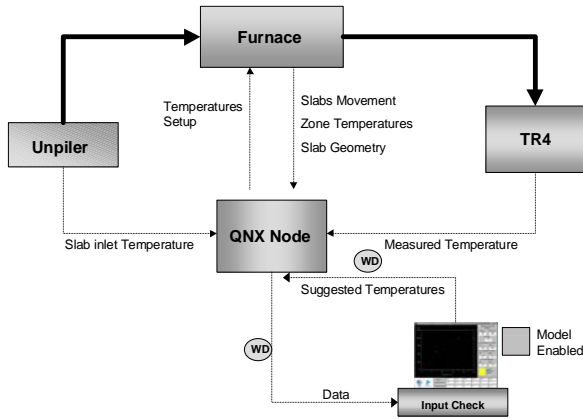 Furnace
Temperatures
Setup
Slabs Movement
Zone Temperatures
Slab Geometry
Unpiler
TR4
QNX Node
Slab inlet Temperature
Measured Temperature
WD
Suggested Temperatures
WD
Model
Enabled
Data
Input Check